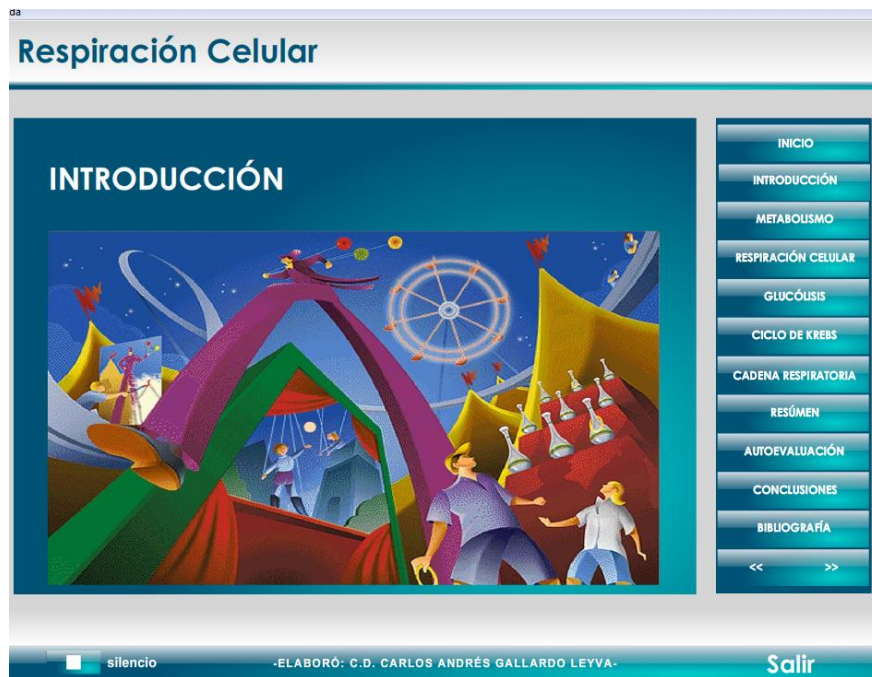 da
Respiración Celular
INTRODUCCIÓN
INICIO
INTRODUCCIÓN
METABOLISMO
RESPIRACIÓN CELULAR
GLUCÓLISIS
CICLO DE KREBS
CADENA RESPIRATORIA
RESÚMEN
AUTOEVALUACIÓN
CONCLUSIONES
BIBLIOGRAFÍA
<< >>
silencio
-ELABORÓ: C.D. CARLOS ANDRÉS GALLARDO LEYVA-
Salir